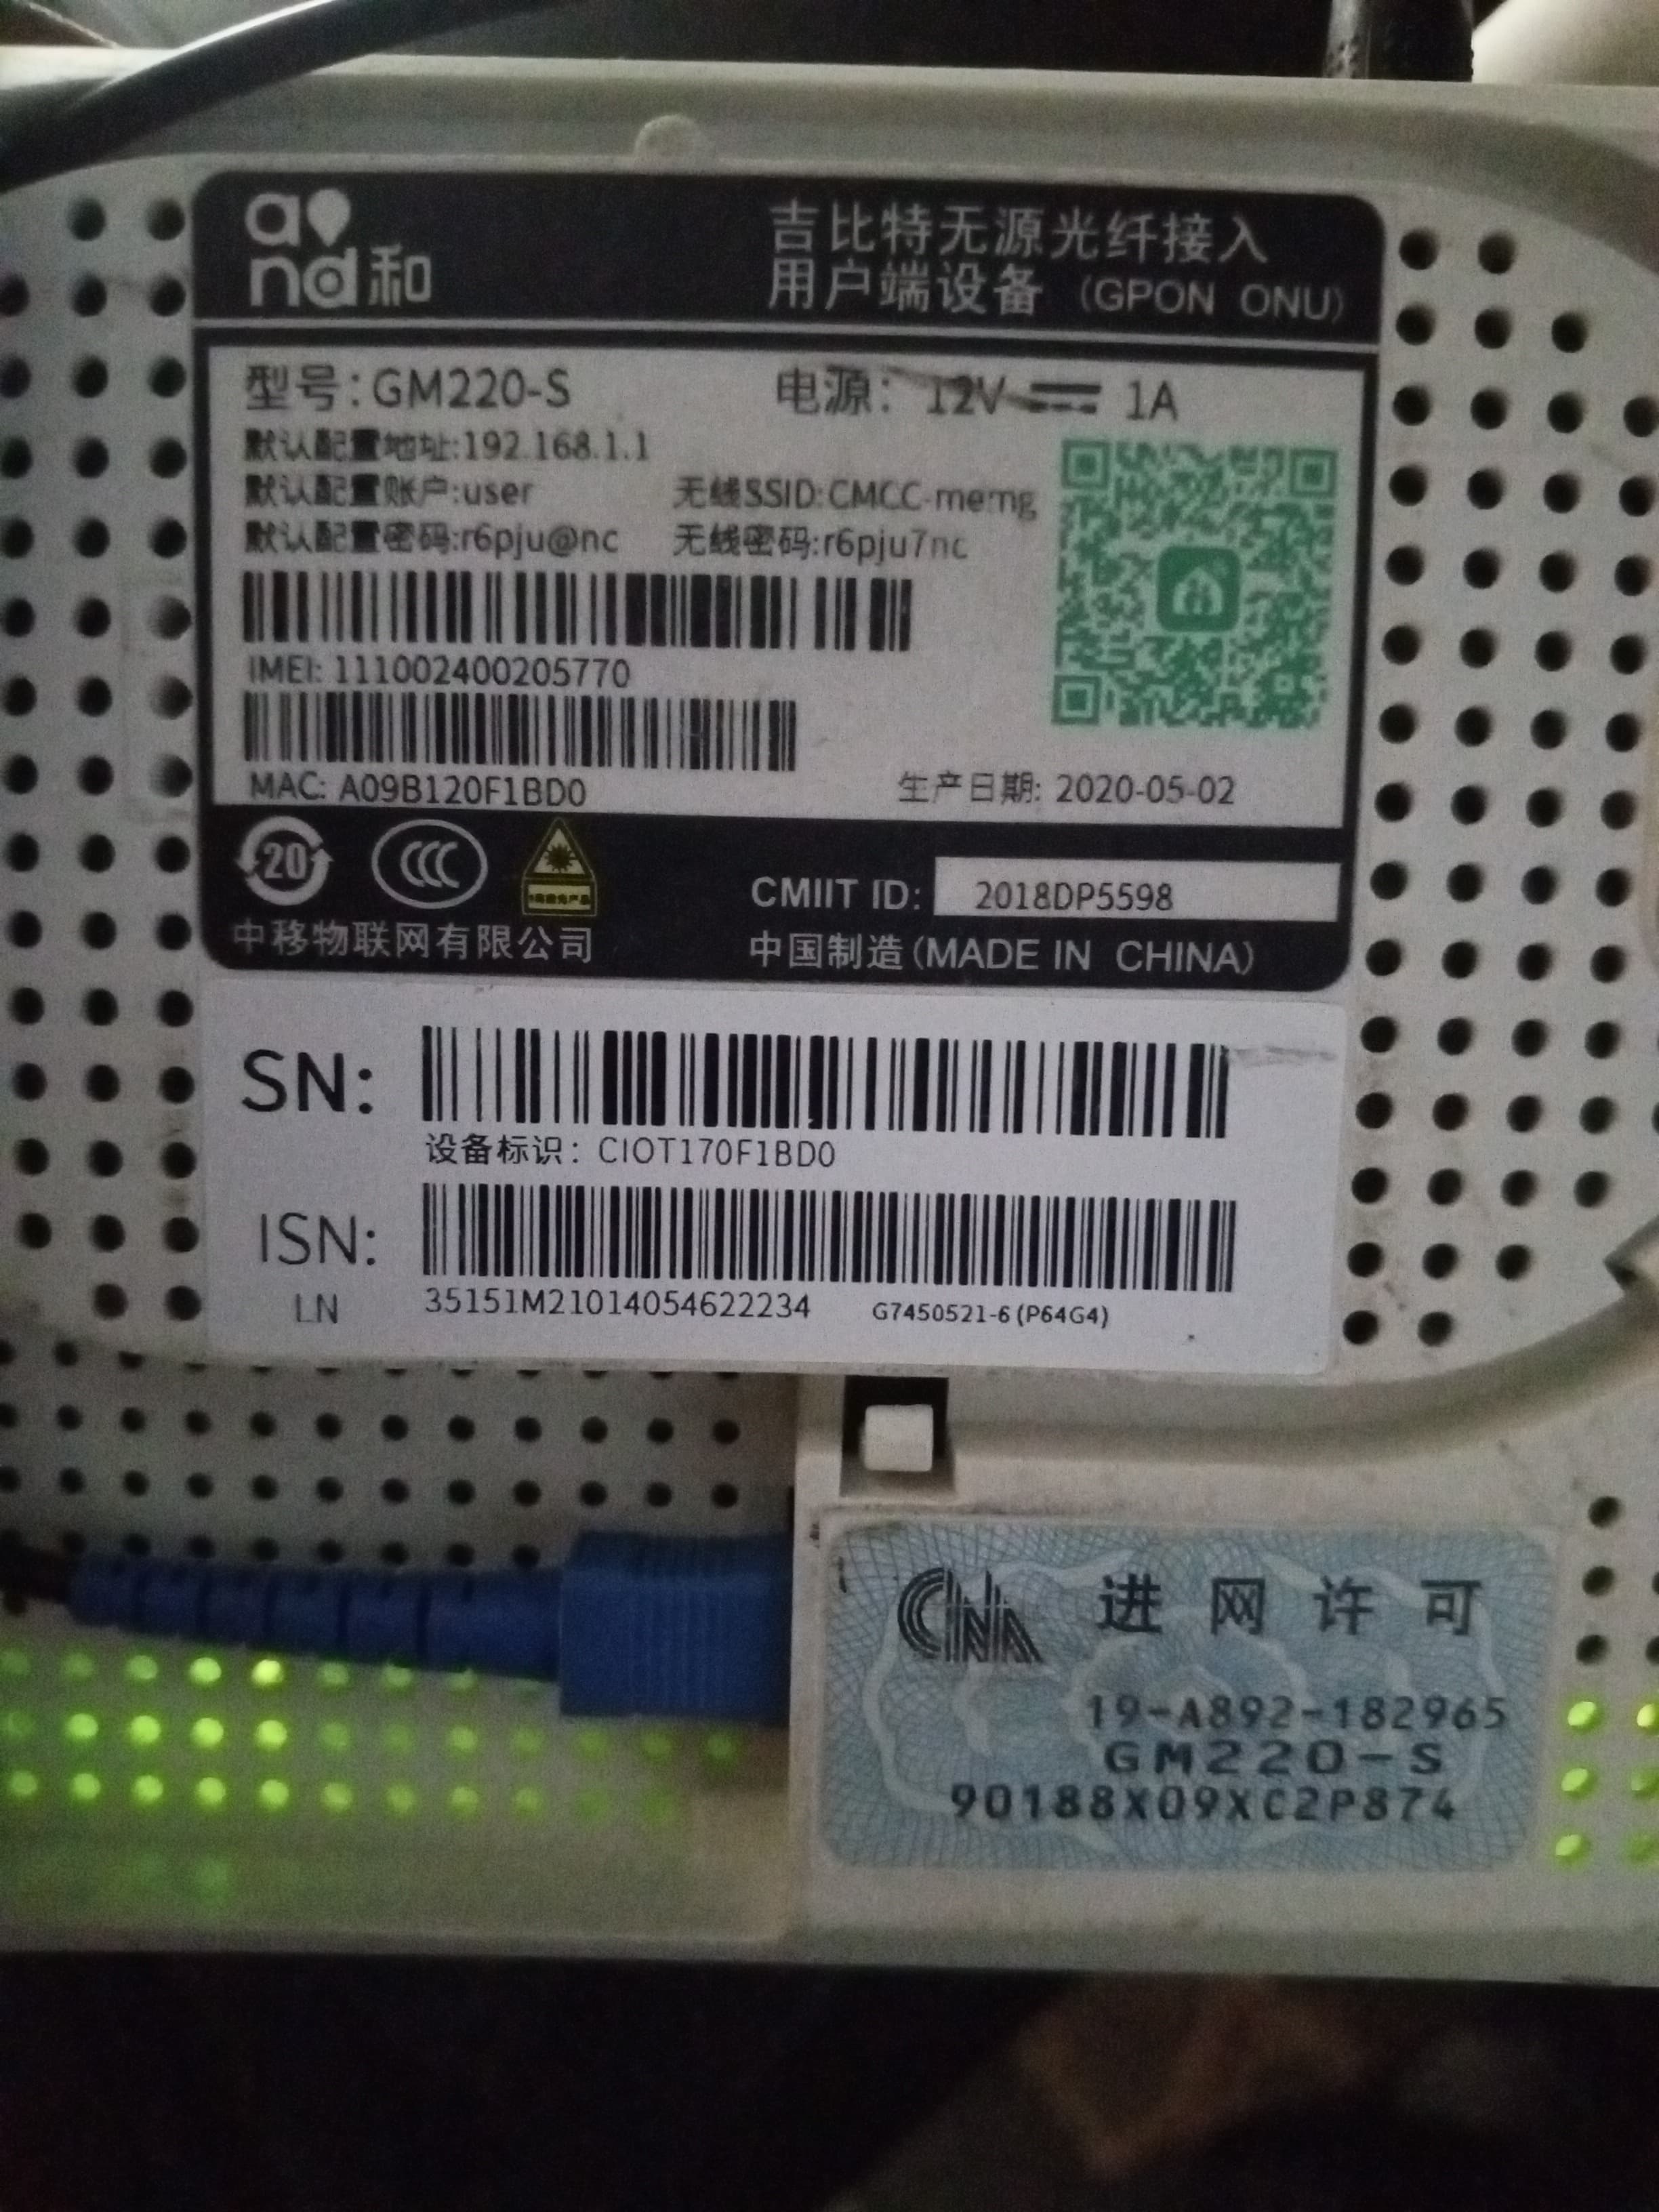 and和
吉比特无源光纤接入
用户端设备 (GPON ONU)
型号: GM220-S 电源: 12V 1A
默认配置地址:192.168.1.1
默认配置账户:user 无线SSID:CMCC-memg
默认配置密码:r6pju@nc 无线密码:r6pju7nc
IMEI: 111002400205770
MAC: A09B120F1BD0 生产日期: 2020-05-02
20 CCC
CMIIT ID: 2018DP5598
中移物联网有限公司 中国制造(MADE IN CHINA)
SN:
设备标识: CIOT170F1BD0
ISN:
LN 35151M21014054622234 G7450521-6 (P64G4)
CNA 进网许可
19-A892-182965
GM220-S
90188X09XC2P874